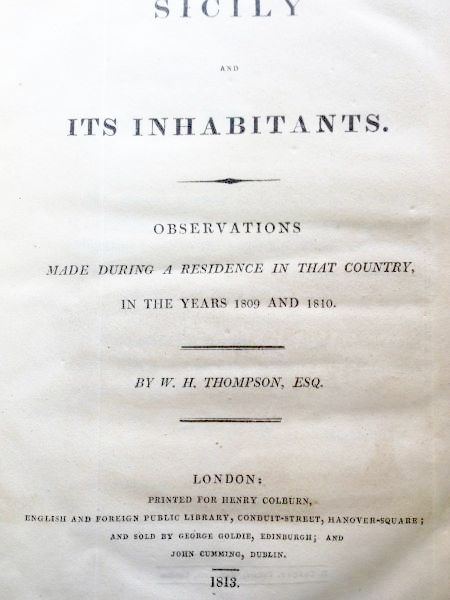 SICILY
AND
ITS INHABITANTS.
OBSERVATIONS
MADE DURING A RESIDENCE IN THAT COUNTRY,
IN THE YEARS 1809 AND 1810.
BY W. H. THOMPSON, ESQ.
LONDON:
PRINTED FOR HENRY COLBURN,
ENGLISH AND FOREIGN PUBLIC LIBRARY, CONDUIT-STREET, HANOVER-SQUARE;
AND SOLD BY GEORGE GOLDIE, EDINBURGH; AND
JOHN CUMMING, DUBLIN.
1813.